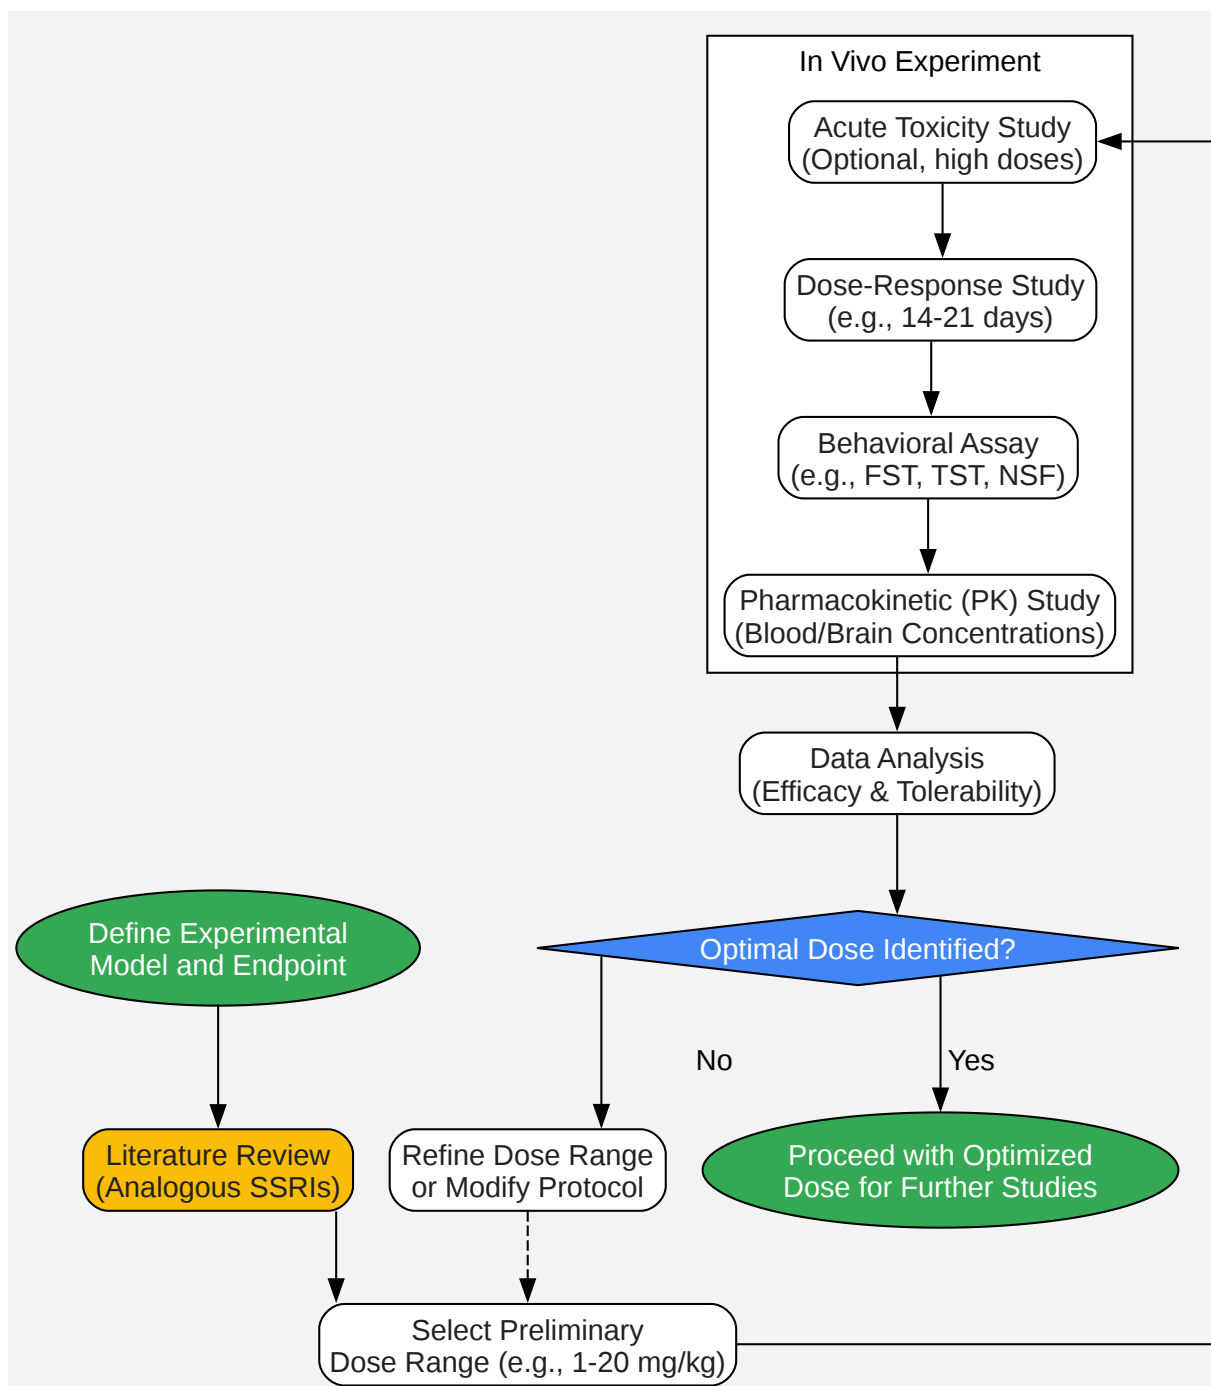 In Vivo Experiment
Acute Toxicity Study
(Optional, high doses)
Dose-Response Study
(e.g., 14-21 days)
Behavioral Assay
(e.g., FST, TST, NSF)
Pharmacokinetic (PK) Study
(Blood/Brain Concentrations)
Data Analysis
(Efficacy & Tolerability)
Define Experimental
Model and Endpoint
Optimal Dose Identified?
No
Yes
Literature Review
(Analogous SSRIs)
Refine Dose Range
or Modify Protocol
Proceed with Optimized
Dose for Further Studies
Select Preliminary
Dose Range (e.g., 1-20 mg/kg)